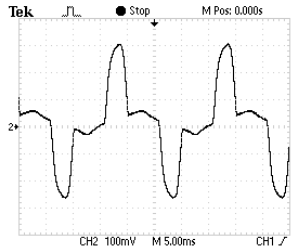 Tek Stop M Pos: 0.000s
2
CH2 100mV M 5.00ms CH1